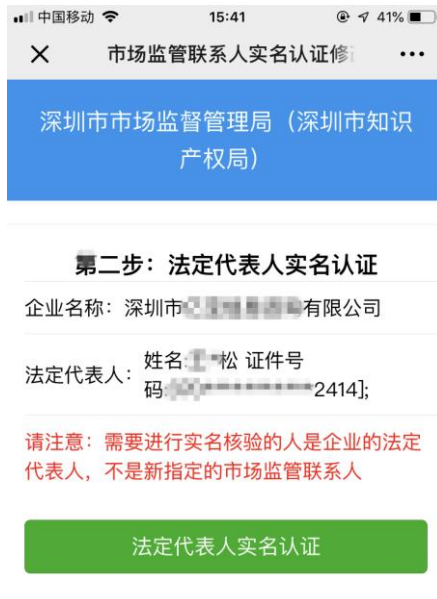 中国移动 15:41 41%
市场监管联系人实名认证修
深圳市市场监督管理局（深圳市知识
产权局）
第二步：法定代表人实名认证
企业名称：深圳市有限公司
法定代表人：
姓名:*松 证件号
码:**********2414];
请注意：需要进行实名核验的人是企业的法定
代表人，不是新指定的市场监管联系人
法定代表人实名认证